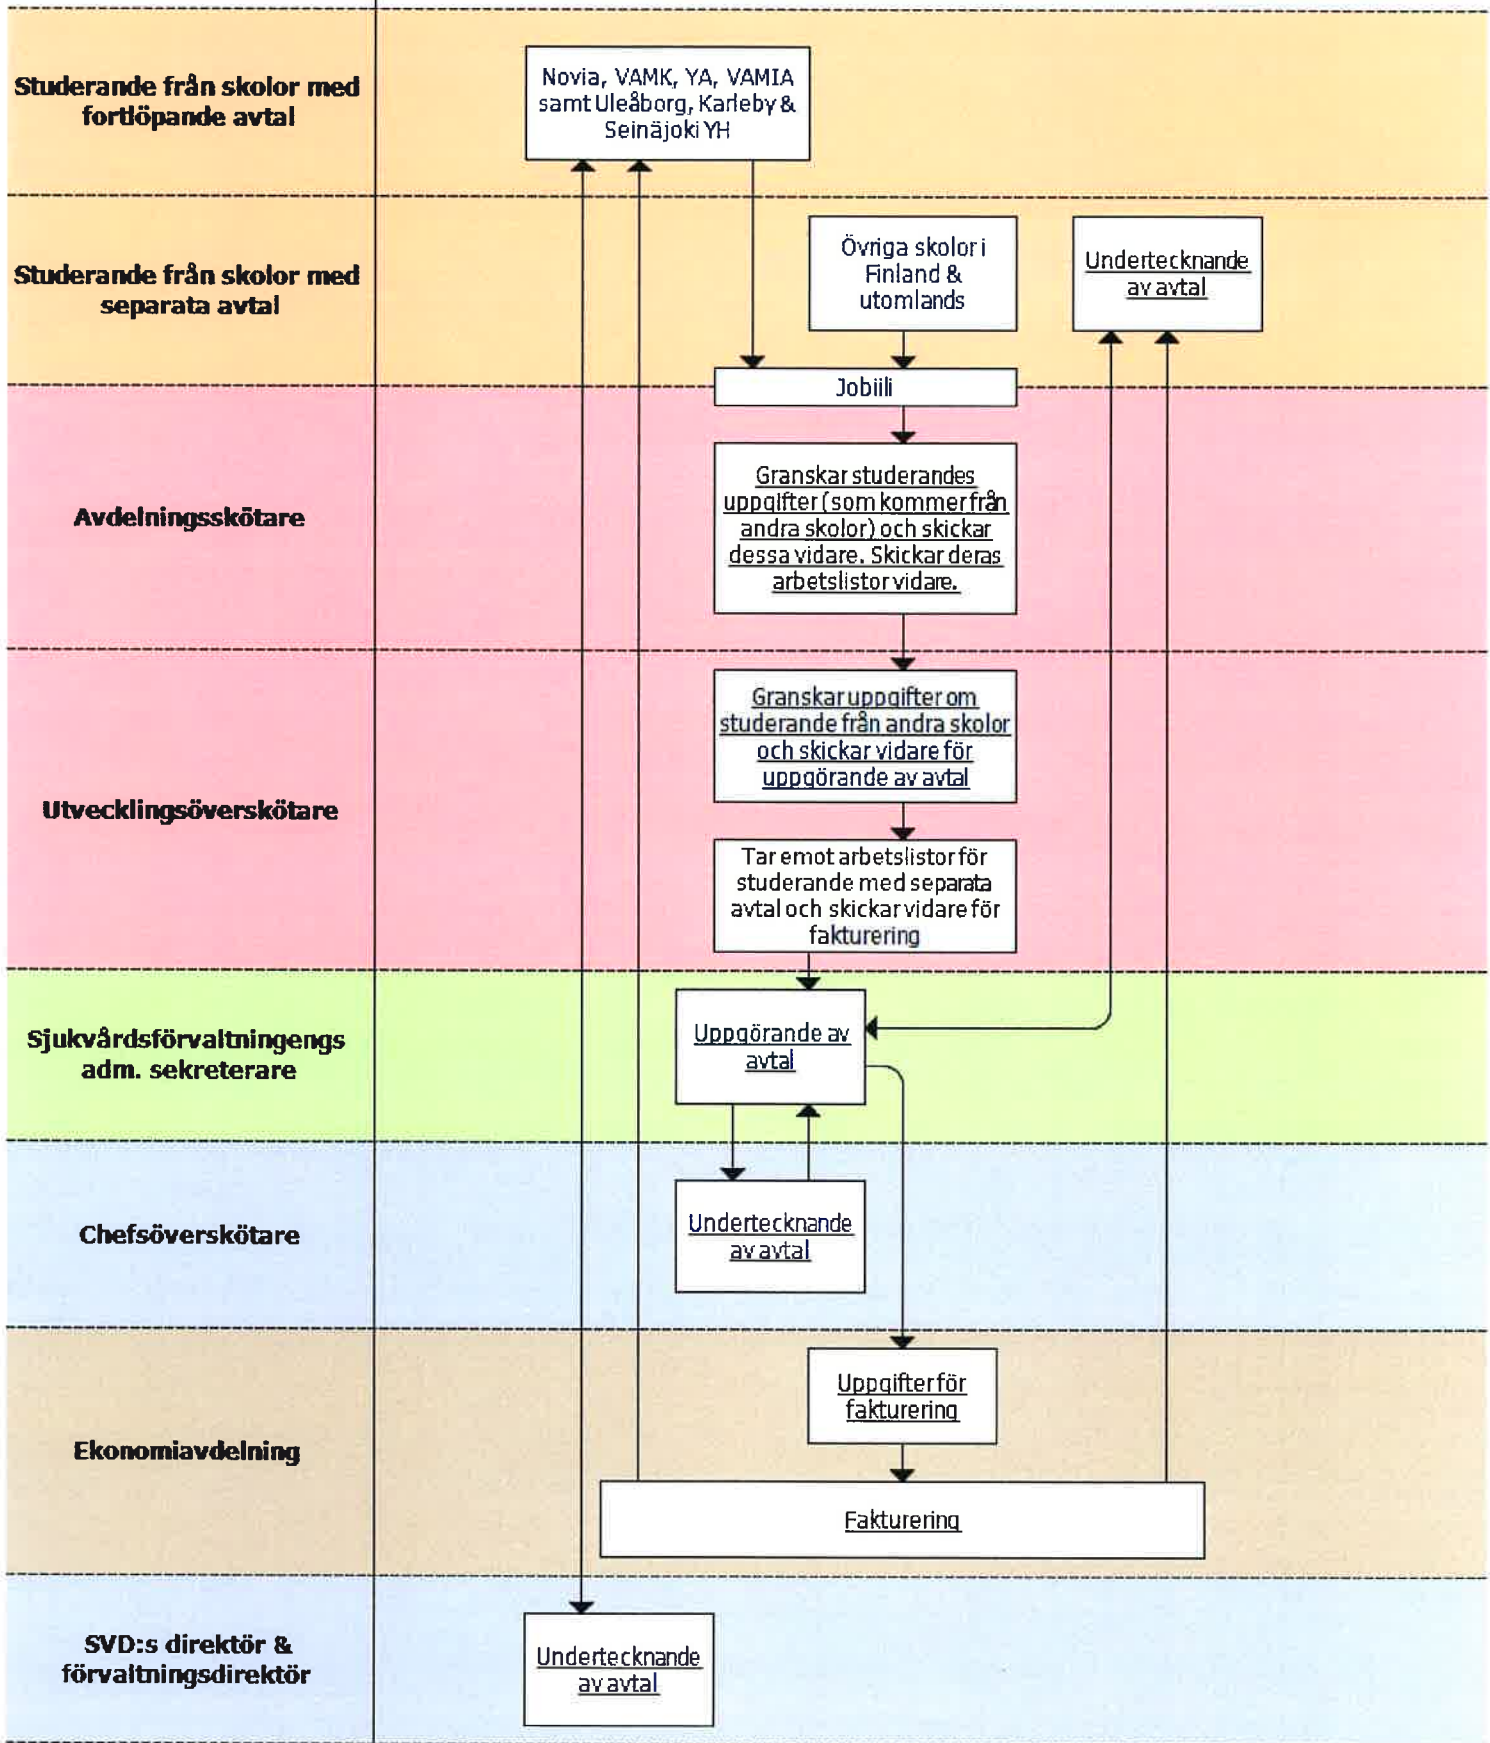 Studerande från skolor med
fortlöpande avtal
Novia, VAMK, YA, VAMIA
samt Uleåborg, Karleby &
Seinäjoki YH
Studerande från skolor med
separata avtal
Övriga skolor i
Finland &
utomlands
Undertecknande
av avtal
Jobiili
Avdelningsskötare
Granskar studerandes
uppgifter (som kommer från
andra skolor) och skickar
dessa vidare. Skickar deras
arbetslistor vidare.
Utvecklingsöverskötare
Granskar uppgifter om
studerande från andra skolor
och skickar vidare för
uppgörande av avtal
Tar emot arbetslistor för
studerande med separata
avtal och skickar vidare för
fakturering
Sjukvårdsförvaltningengs
adm. sekreterare
Uppgörande av
avtal
Chefsöverskötare
Undertecknande
av avtal
Ekonomiavdelning
Uppgifter för
fakturering
Fakturering
SVD:s direktör &
förvaltningsdirektör
Undertecknande
av avtal